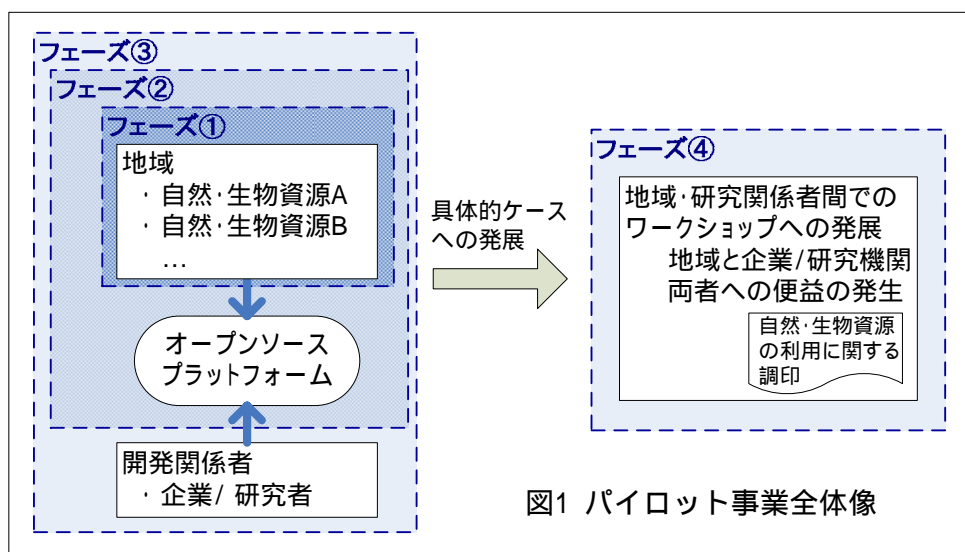 フェーズ③
フェーズ②
フェーズ①
地域
・自然・生物資源A
・自然・生物資源B
…
オープンソース
プラットフォーム
開発関係者
・企業/研究者
具体的ケース
への発展
フェーズ④
地域・研究関係者間での
ワークショップへの発展
地域と企業/研究機関
両者への便益の発生
自然・生物資源
の利用に関する
調印
図1 パイロット事業全体像